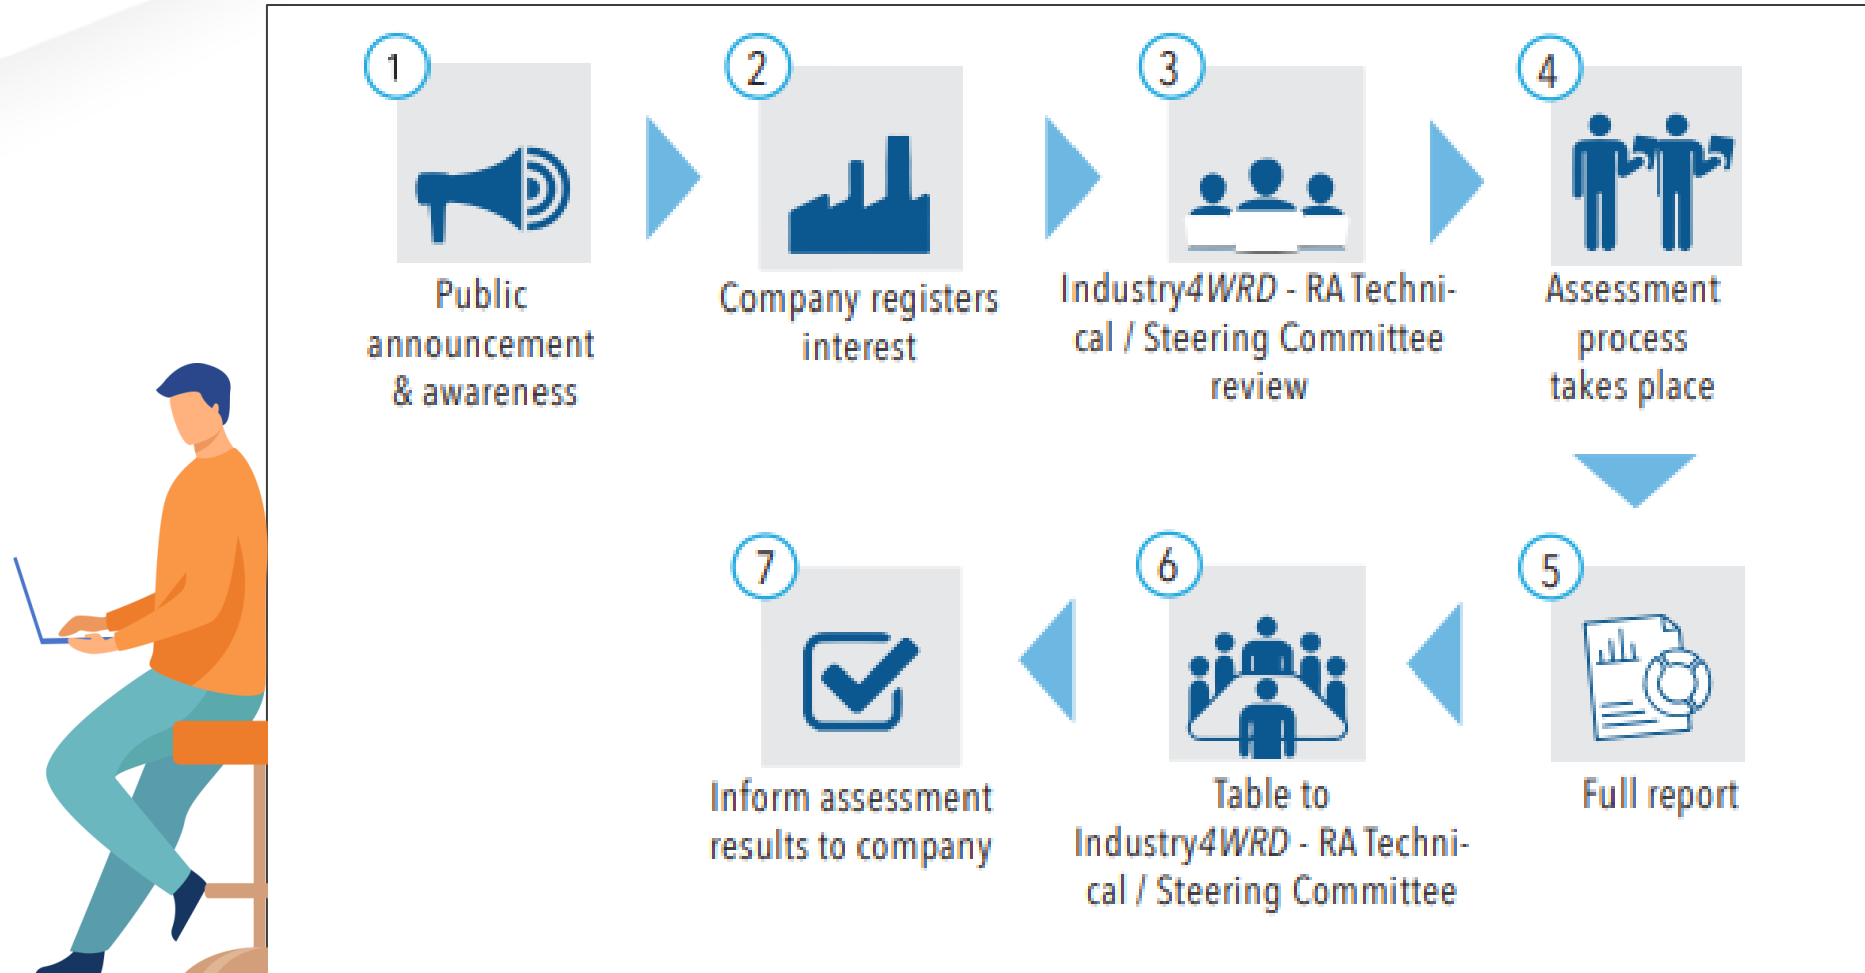 1
Public
announcement
& awareness
2
Company registers
interest
3
Industry4WRD - RA Techni-
cal / Steering Committee
review
4
Assessment
process
takes place
5
Full report
6
Table to
Industry4WRD - RA Techni-
cal / Steering Committee
7
Inform assessment
results to company